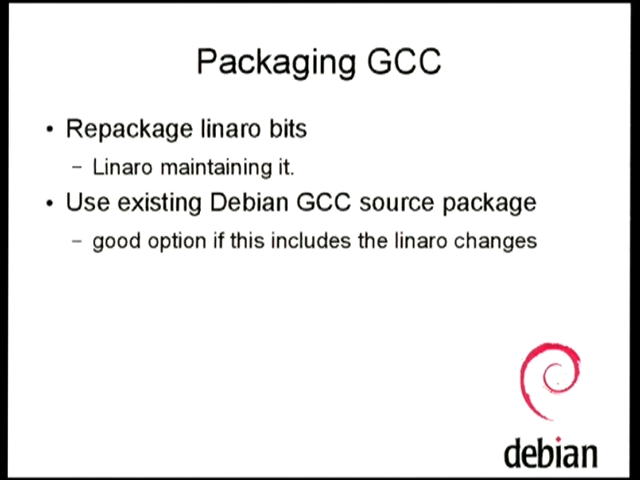 Packaging GCC
• Repackage linaro bits
– Linaro maintaining it.
• Use existing Debian GCC source package
– good option if this includes the linaro changes
debian